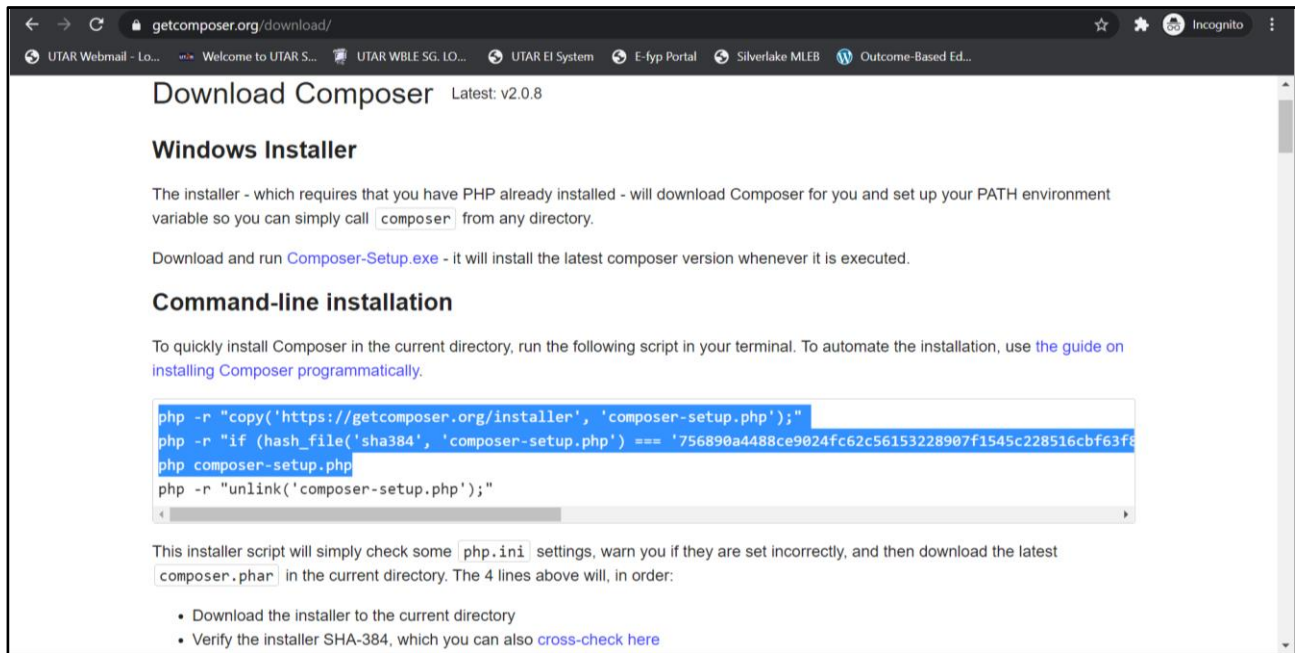 getcomposer.org/download/
Incognito
UTAR Webmail - Lo... Welcome to UTAR S... UTAR WBLE SG. LO... UTAR EI System E-fyp Portal Silverlake MLEB Outcome-Based Ed...
Download Composer Latest: v2.0.8
Windows Installer
The installer - which requires that you have PHP already installed - will download Composer for you and set up your PATH environment
variable so you can simply call composer from any directory.
Download and run Composer-Setup.exe - it will install the latest composer version whenever it is executed.
Command-line installation
To quickly install Composer in the current directory, run the following script in your terminal. To automate the installation, use the guide on
installing Composer programmatically.
php -r "copy('https://getcomposer.org/installer', 'composer-setup.php');"
php -r "if (hash_file('sha384', 'composer-setup.php') === '756890a4488ce9024fc62c56153228907f1545c228516cbf63f8
php composer-setup.php
php -r "unlink('composer-setup.php');"
This installer script will simply check some php.ini settings, warn you if they are set incorrectly, and then download the latest
composer.phar in the current directory. The 4 lines above will, in order:
• Download the installer to the current directory
• Verify the installer SHA-384, which you can also cross-check here